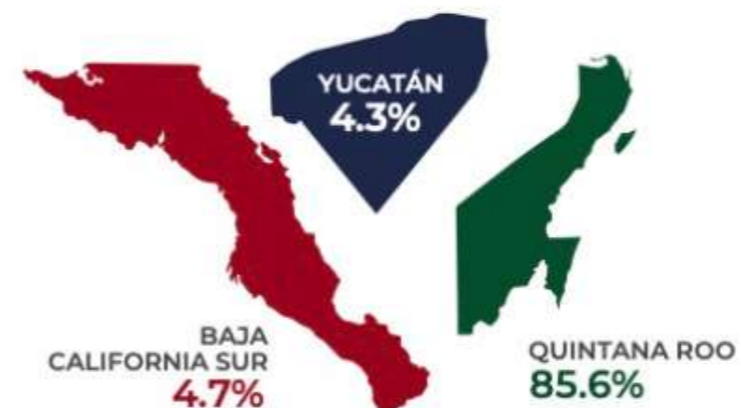 YUCATÁN
4.3%
BAJA
CALIFORNIA SUR
4.7%
QUINTANA ROO
85.6%